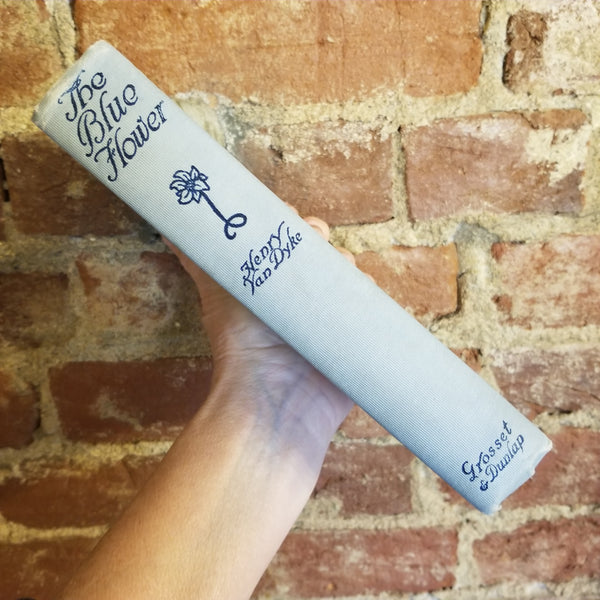 The
Blue
Flower
Henry
Van Dyke
Grosset
& Dunlap